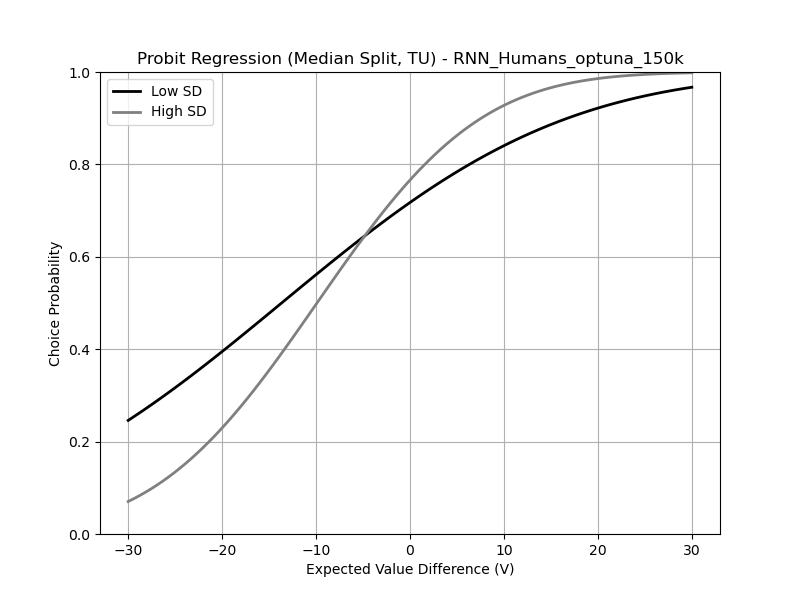 Probit Regression (Median Split, TU) - RNN_Humans_optuna_150k
Low SD
High SD
1.0
0.8
0.6
0.4
0.2
0.0
Choice Probability
−30
−20
−10
0
10
20
30
Expected Value Difference (V)